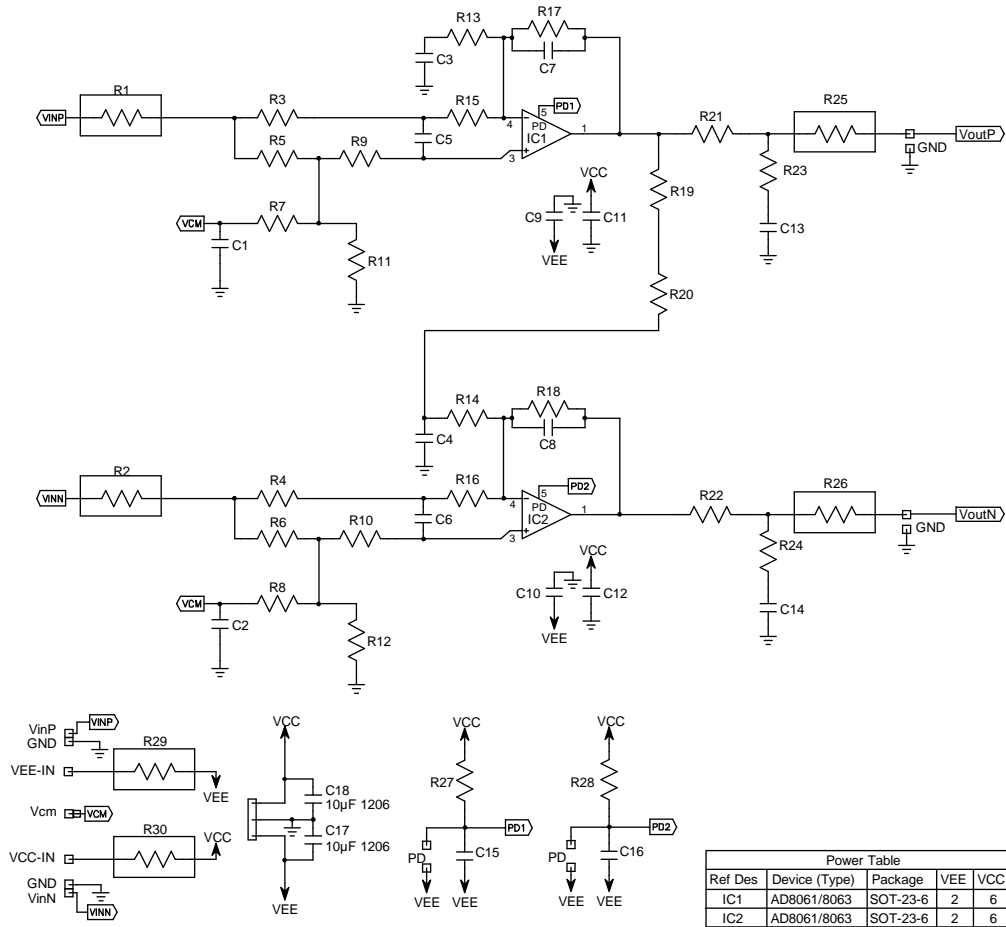 R13
R17
C3
C7
R1
R3
R15
PD1
R25
VINP
C5
4
5
PD
IC1
1
R21
VoutP
R5
R9
3
GND
VCC
R19
R23
R7
C9
C11
VCM
C1
VEE
C13
R11
R20
R14
R18
C4
C8
R2
R4
R16
PD2
R26
VINN
C6
4
5
PD
IC2
1
R22
VoutN
R6
R10
3
GND
VCC
R24
R8
C10
C12
VCM
C2
VEE
C14
R12
VinP
VINP
GND
VCC
VCC
VCC
R29
VEE-IN
R27
R28
VEE
C18
10µF 1206
Vcm
VCM
R30
VCC
C17
10µF 1206
PD1
PD2
VCC-IN
PD
C15
PD
C16
GND
VinN
VINN
VEE
VEE
VEE
VEE
VEE
Power Table
Ref Des Device (Type) Package VEE VCC
IC1 AD8061/8063 SOT-23-6 2 6
IC2 AD8061/8063 SOT-23-6 2 6